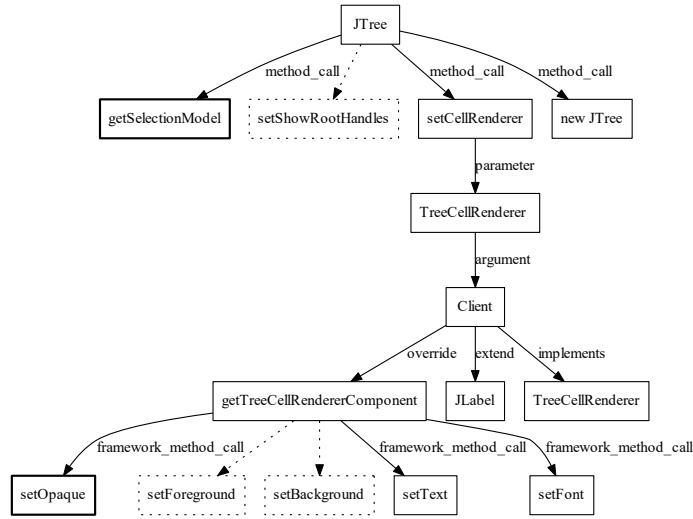 JTree
method_call method_call method_call
getSelectionModel setShowRootHandles setCellRenderer new JTree
parameter
TreeCellRenderer
argument
Client
override extend implements
getTreeCellRendererComponent JLabel TreeCellRenderer
framework_method_call framework_method_call framework_method_call
setOpaque setForeground setBackground setText setFont